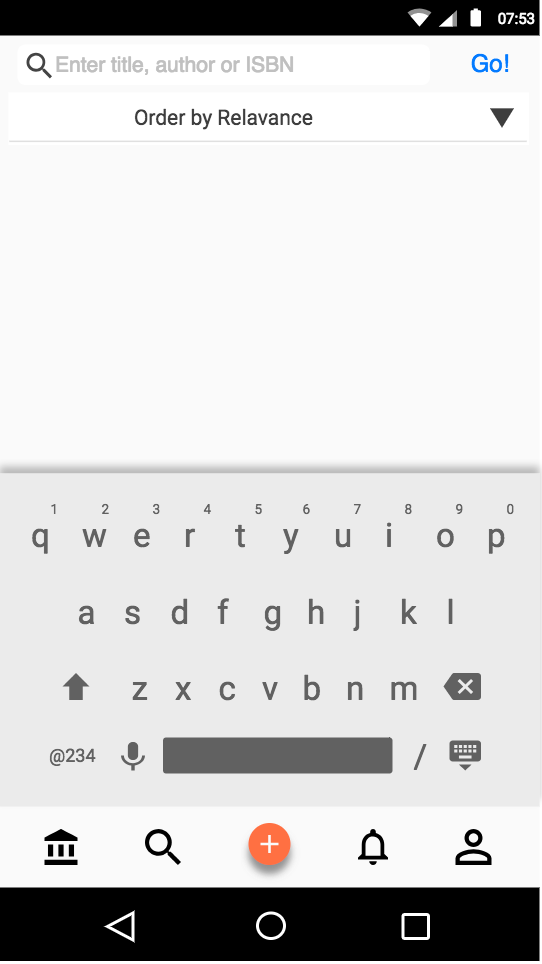 07:53
Enter title, author or ISBN Go!
Order by Relavance
1 2 3 4 5 6 7 8 9 0
q w e r t y u i o p
a s d f g h j k l
z x c v b n m
@234 /